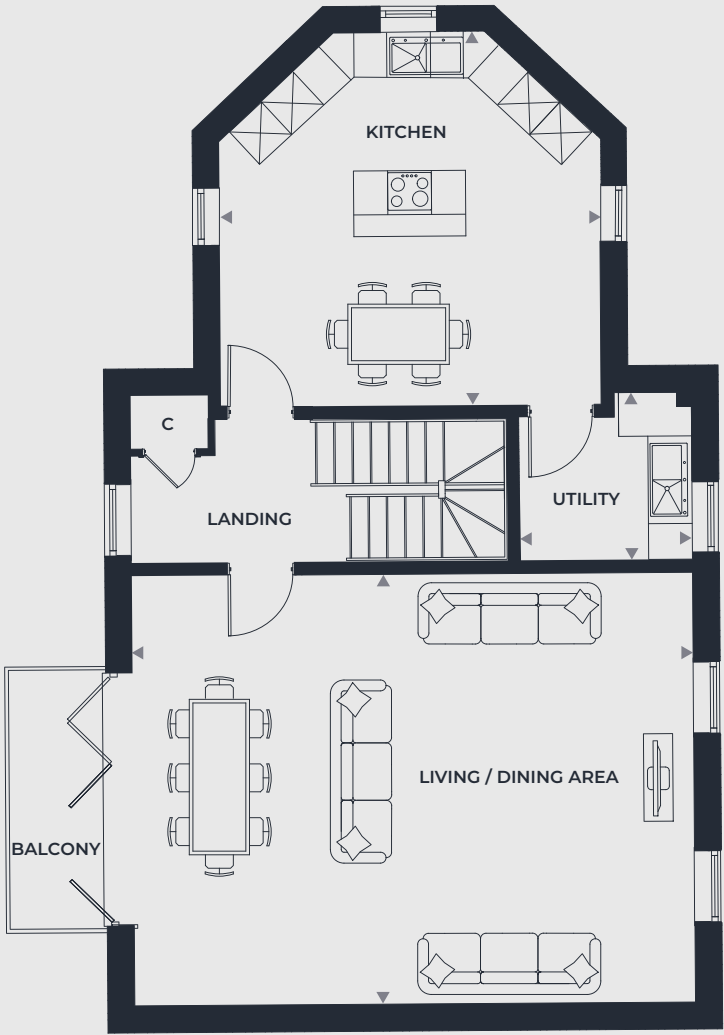 KITCHEN
C
UTILITY
LANDING
LIVING / DINING AREA
BALCONY